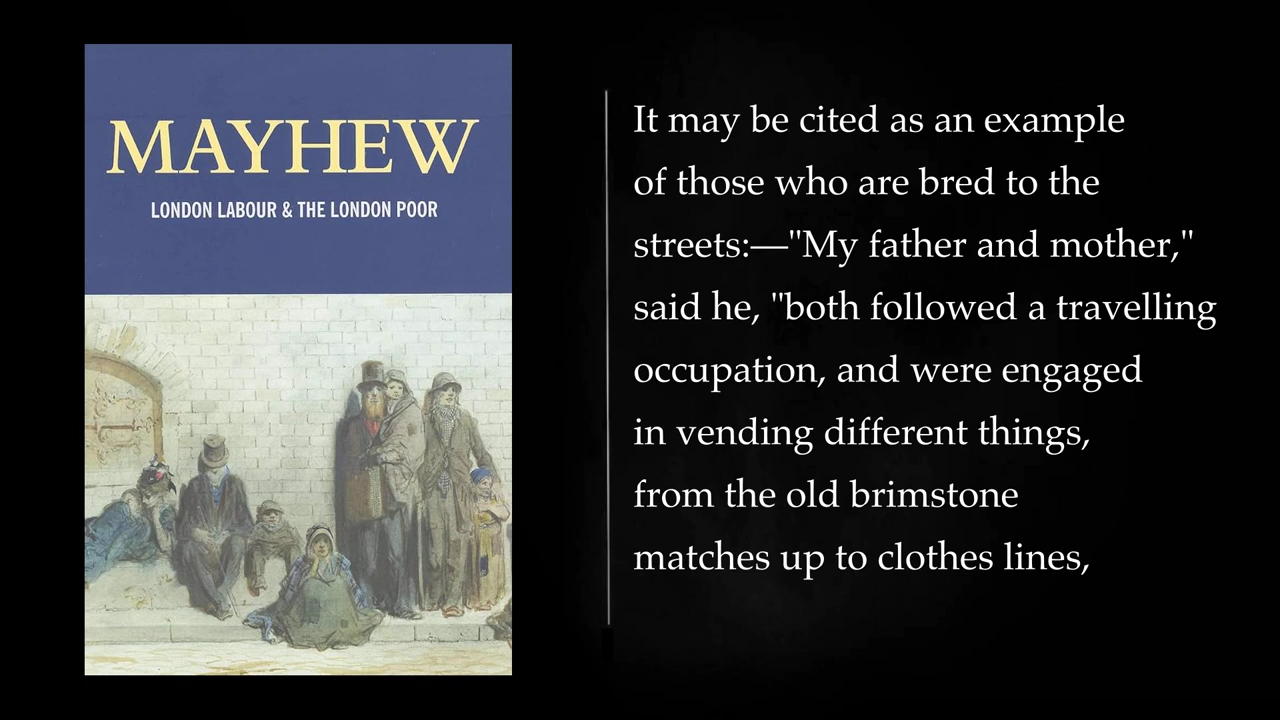 MAYHEW
LONDON LABOUR & THE LONDON POOR
It may be cited as an example
of those who are bred to the
streets:—"My father and mother,"
said he, "both followed a travelling
occupation, and were engaged
in vending different things,
from the old brimstone
matches up to clothes lines,